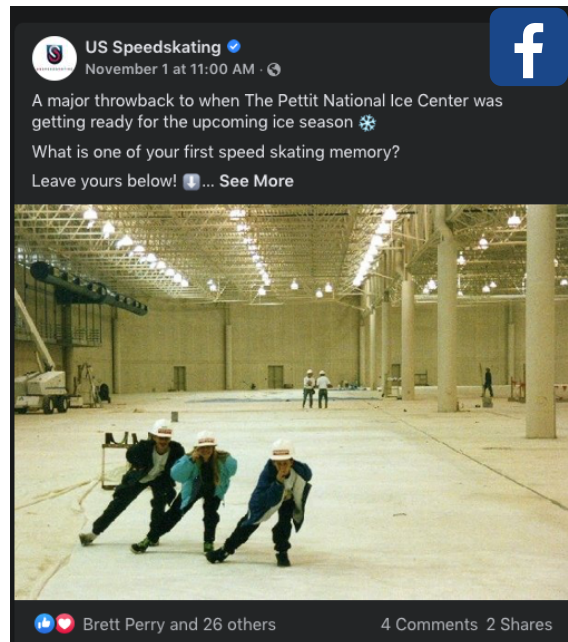 US Speedskating
November 1 at 11:00 AM ·
A major throwback to when The Pettit National Ice Center was
getting ready for the upcoming ice season ❄️
What is one of your first speed skating memory?
Leave yours below! ⬇️... See More
Brett Perry and 26 others
4 Comments 2 Shares